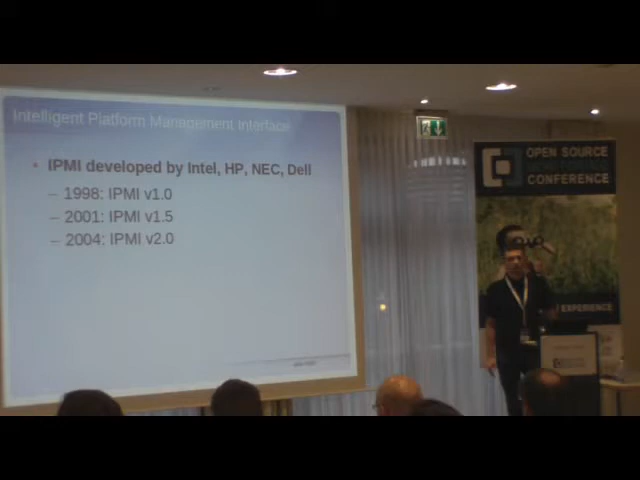 Intelligent Platform Management Interface
• IPMI developed by Intel, HP, NEC, Dell
– 1998: IPMI v1.0
– 2001: IPMI v1.5
– 2004: IPMI v2.0
OPEN SOURCE
CONFERENCE
EXPERIENCE